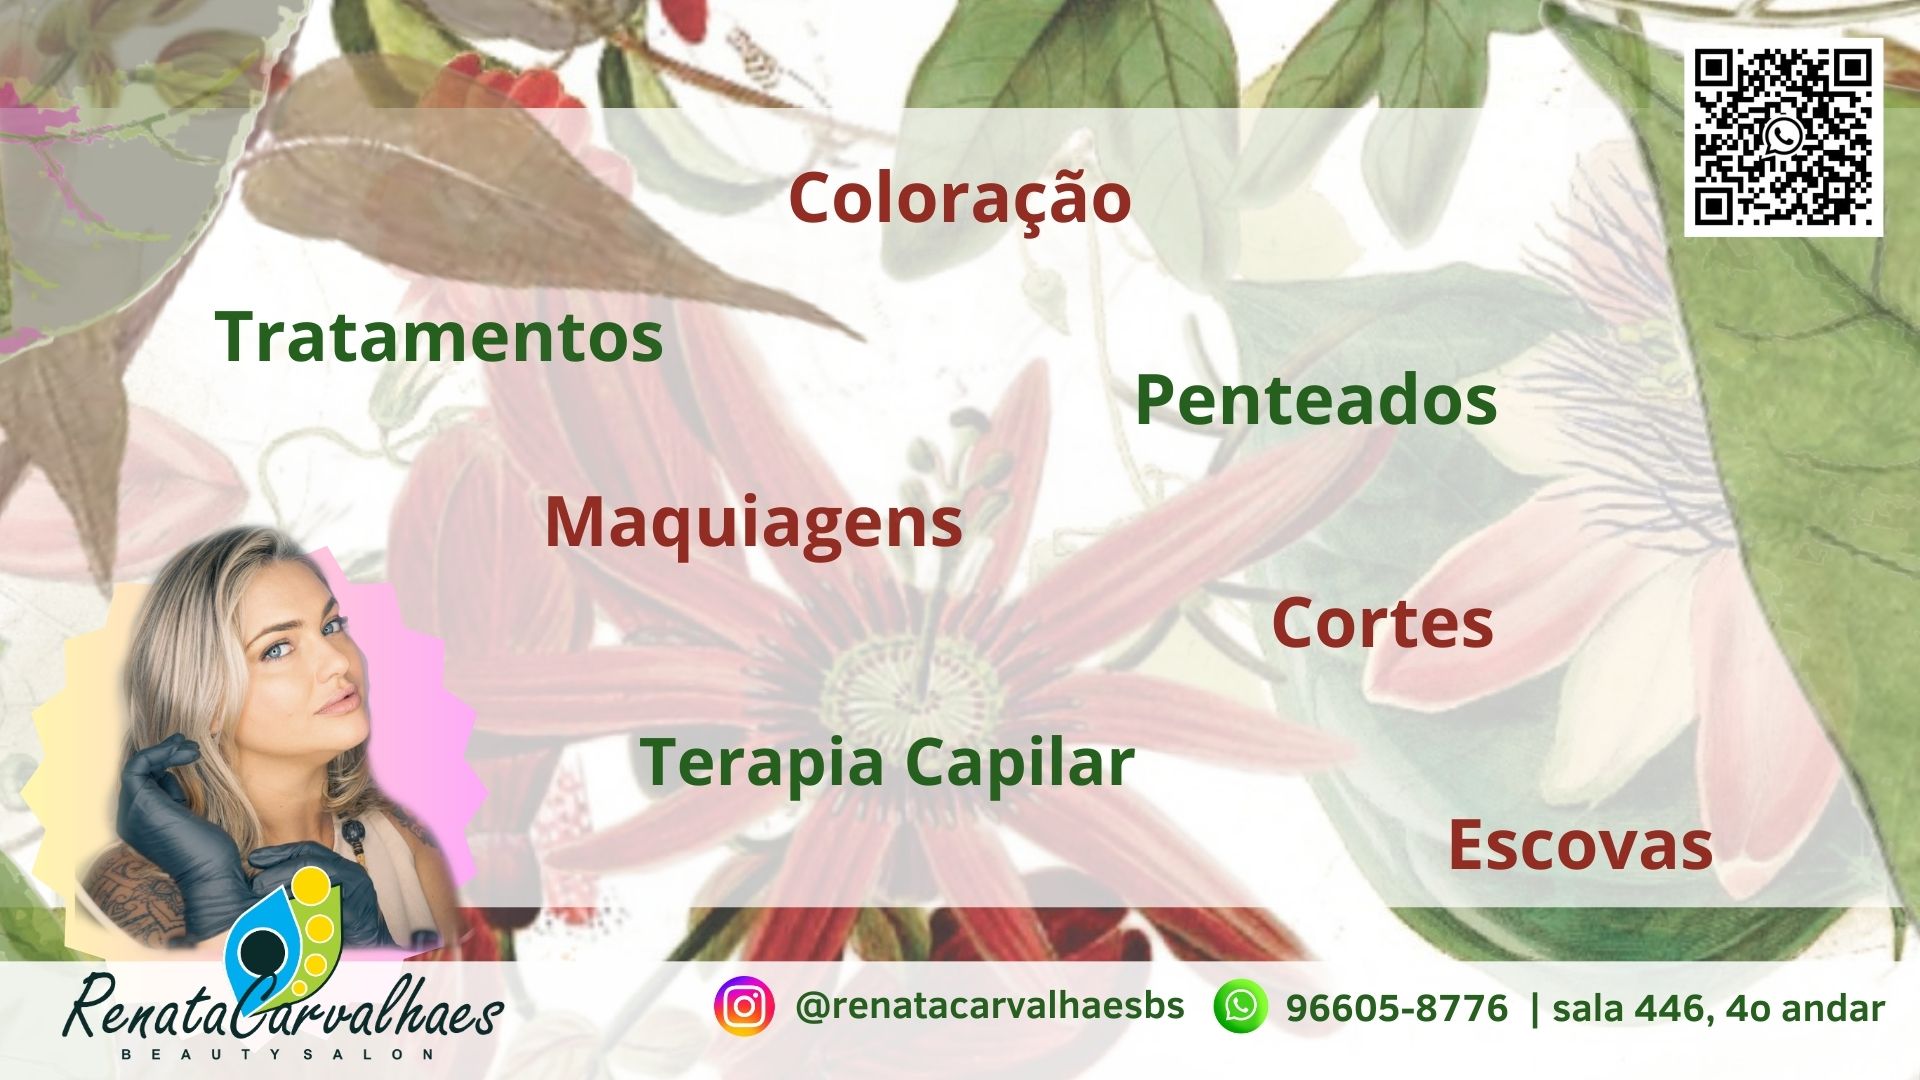 Coloração
Tratamentos
Penteados
Maquiagens
Cortes
Terapia Capilar
Escovas
RenataCarvalhaes
BEAUTY SALON
@renatacarvalhaesbs
96605-8776 | sala 446, 4o andar